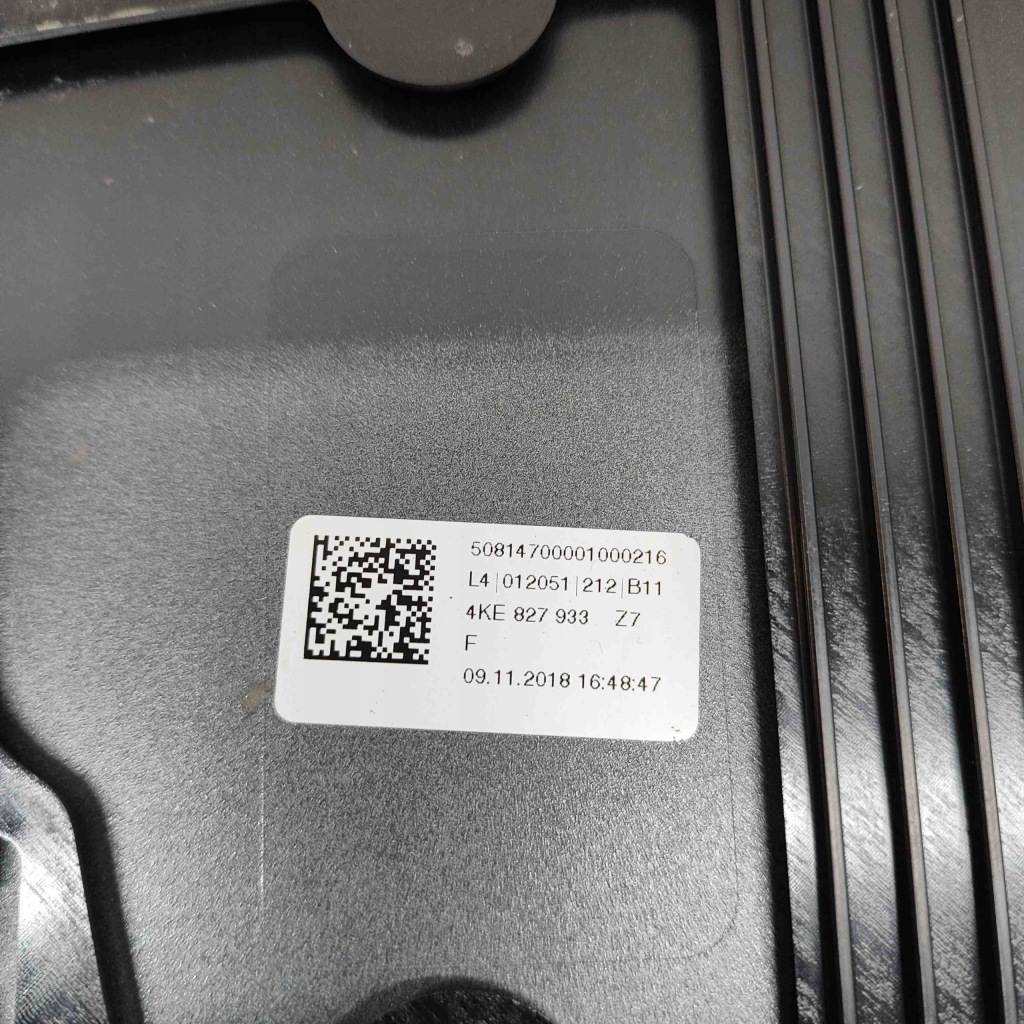 50814700001000216
L4|012051|212|B11
4KE 827 933 Z7
F
09.11.2018 16:48:47